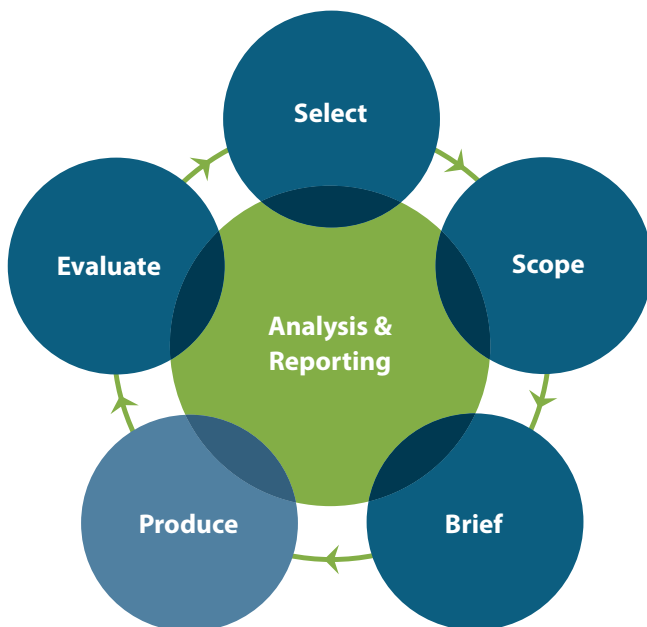 Select
Scope
Brief
Produce
Evaluate
Analysis &
Reporting